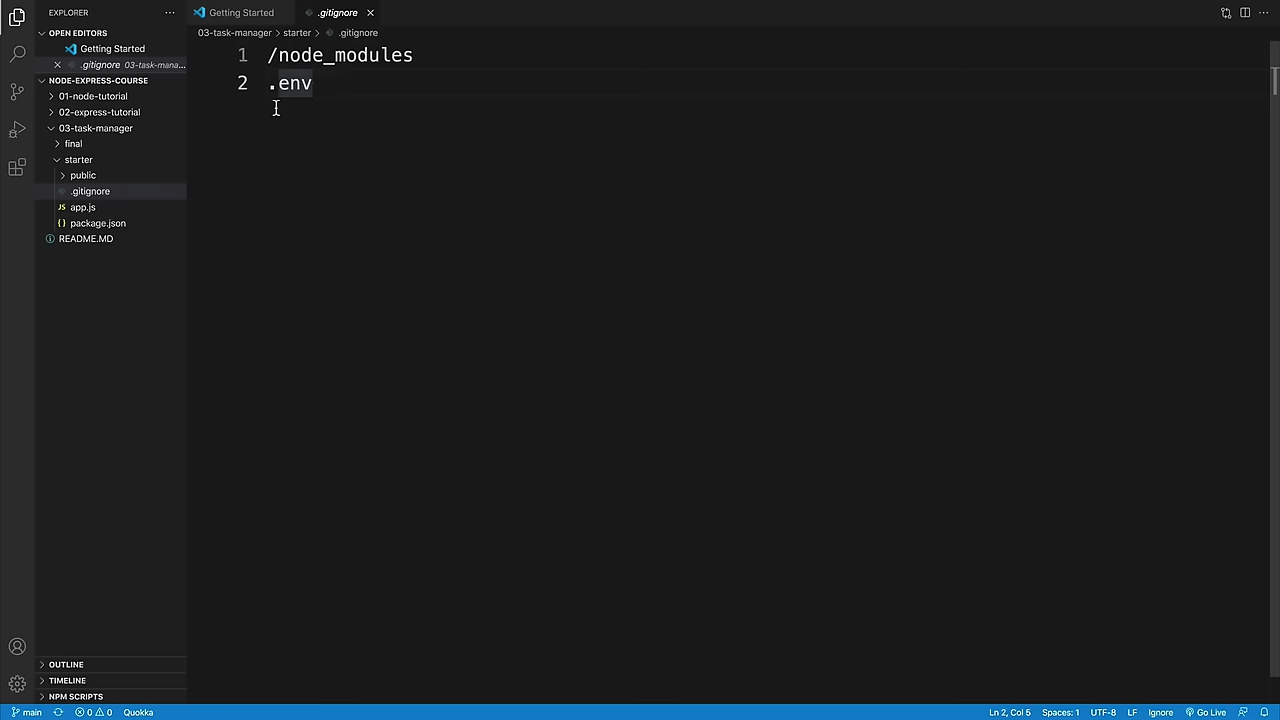 EXPLORER
···
OPEN EDITORS
Getting Started
.gitignore 03-task-mana...
NODE-EXPRESS-COURSE
01-node-tutorial
02-express-tutorial
03-task-manager
final
starter
public
.gitignore
JS app.js
{} package.json
README.MD
OUTLINE
TIMELINE
NPM SCRIPTS
Getting Started
.gitignore
03-task-manager > starter > .gitignore
1 /node_modules
2 .env
main
0 0
Quokka
Ln 2, Col 5
Spaces: 1
UTF-8
LF
Ignore
Go Live